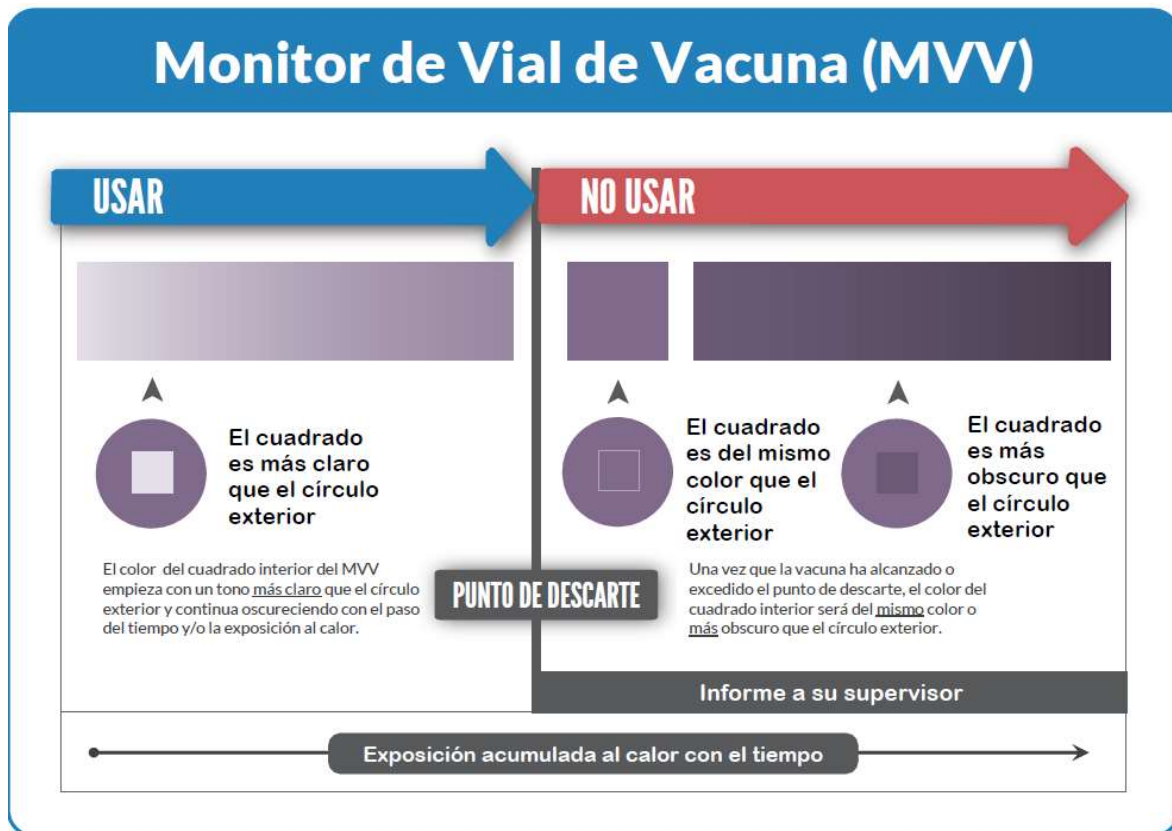 Monitor de Vial de Vacuna (MVV)
USAR
NO USAR
El cuadrado
es más claro
que el círculo
exterior
El cuadrado
es del mismo
color que el
círculo
exterior
El cuadrado
es más
obscuro que
el círculo
exterior
El color del cuadrado interior del MVV
empieza con un tono más claro que el círculo
exterior y continua oscureciendo con el paso
del tiempo y/o la exposición al calor.
PUNTO DE DESCARTE
Una vez que la vacuna ha alcanzado o
excedido el punto de descarte, el color del
cuadrado interior será del mismo color o
más obscuro que el círculo exterior.
Informe a su supervisor
Exposición acumulada al calor con el tiempo